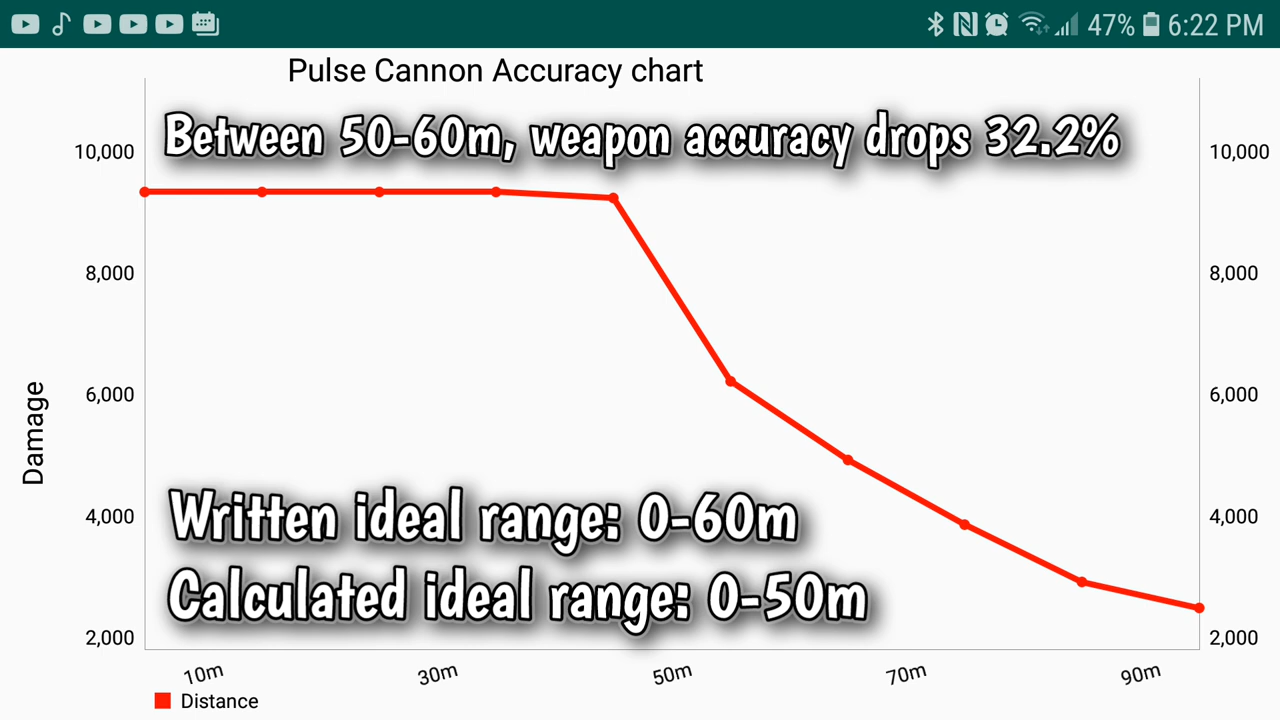 47% 6:22 PM
Pulse Cannon Accuracy chart
Between 50-60m, weapon accuracy drops 32.2%
10,000 10,000
8,000 8,000
6,000 6,000
Damage
Written ideal range: 0-60m
4,000 4,000
Calculated ideal range: 0-50m
2,000 2,000
10m 30m 50m 70m 90m
Distance